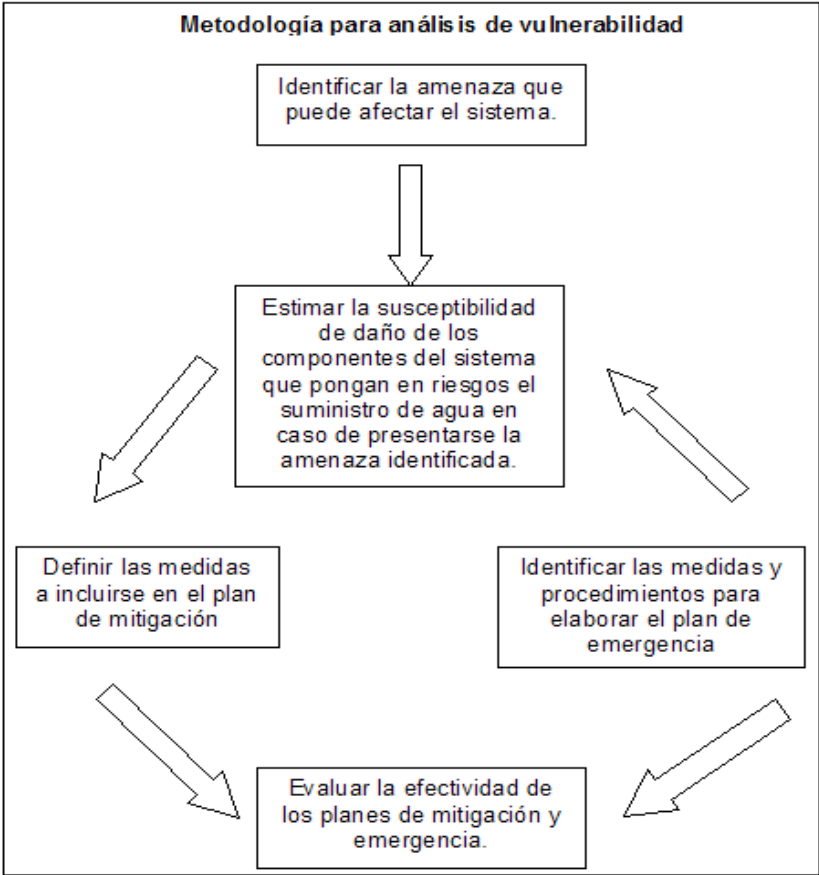 Metodología para análisis de vulnerabilidad
Identificar la amenaza que
puede afectar el sistema.
Estimar la susceptibilidad
de daño de los
componentes del sistema
que pongan en riesgos el
suministro de agua en
caso de presentarse la
amenaza identificada.
Definir las medidas
a incluirse en el plan
de mitigación
Identificar las medidas y
procedimientos para
elaborar el plan de
emergencia
Evaluar la efectividad de
los planes de mitigación y
emergencia.